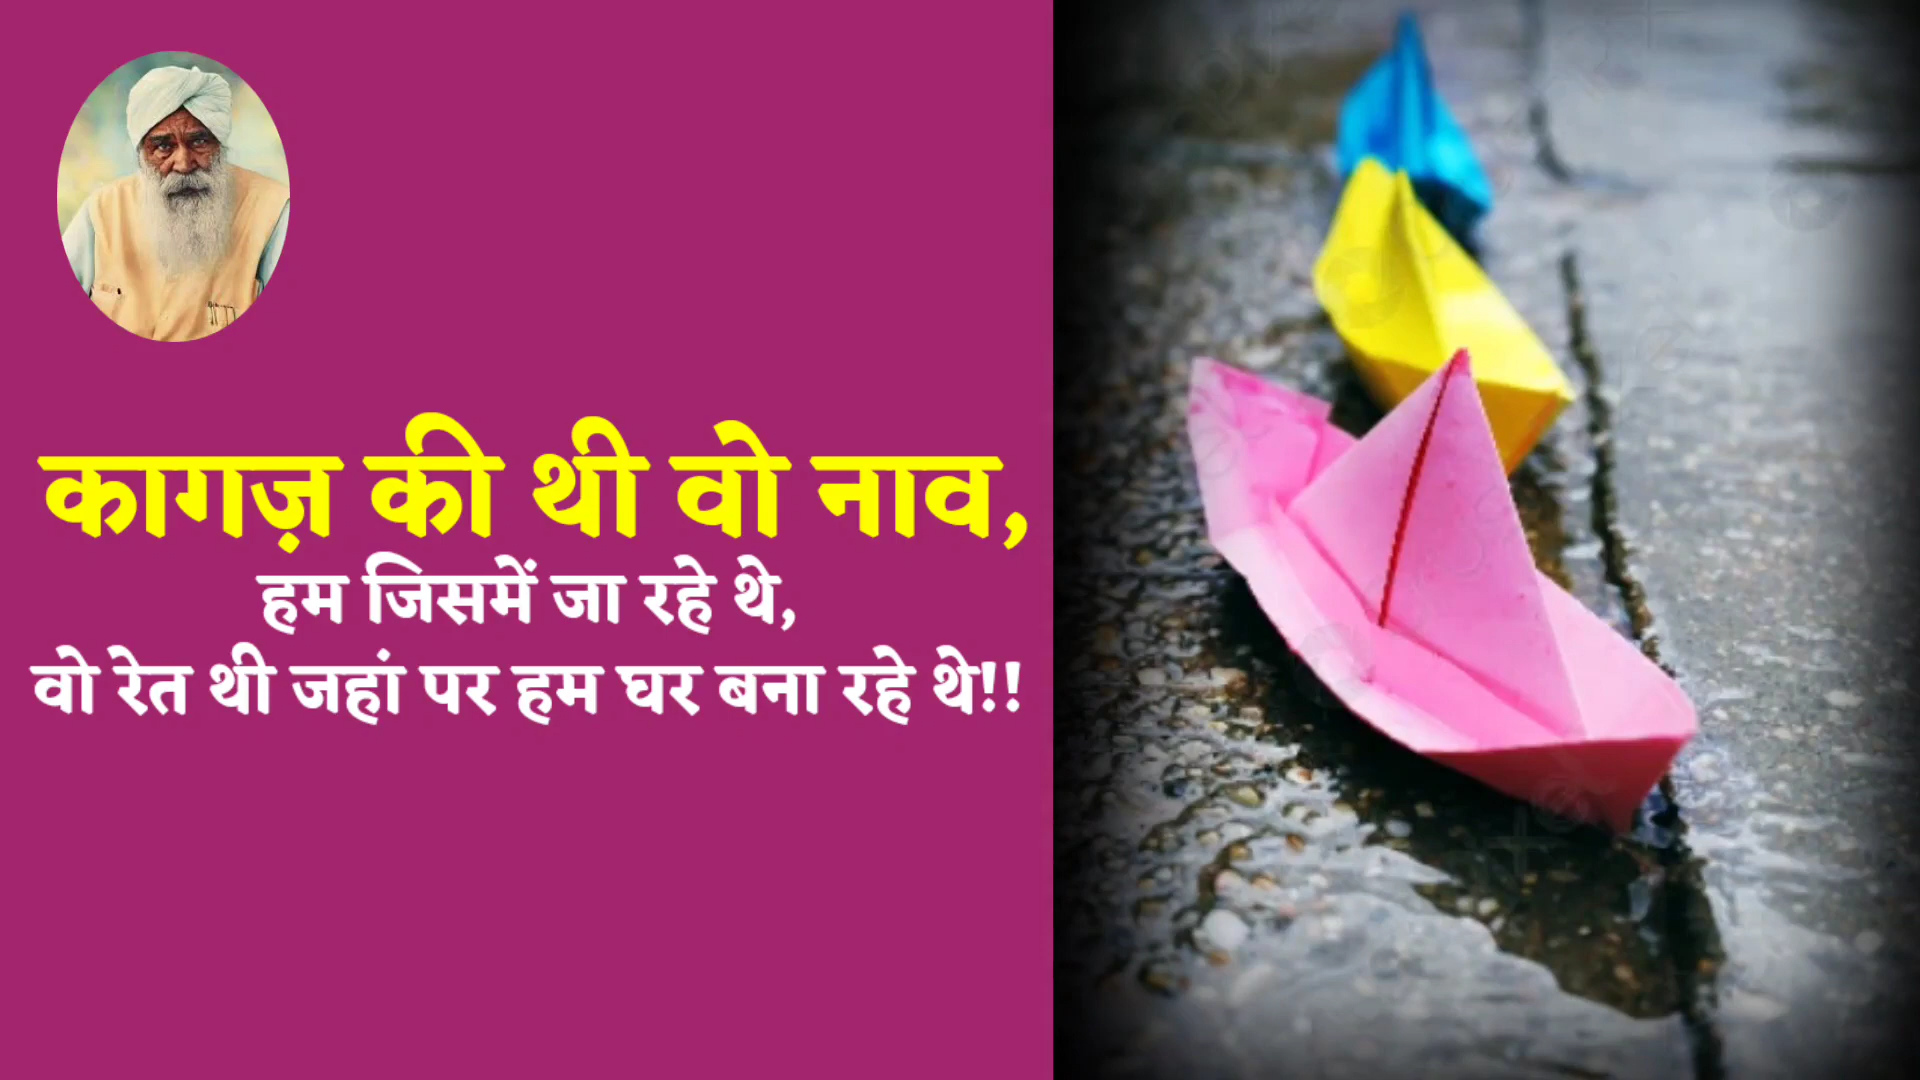 कागज़ की थी वो नाव,
हम जिसमें जा रहे थे,
वो रेत थी जहां पर हम घर बना रहे थे!!